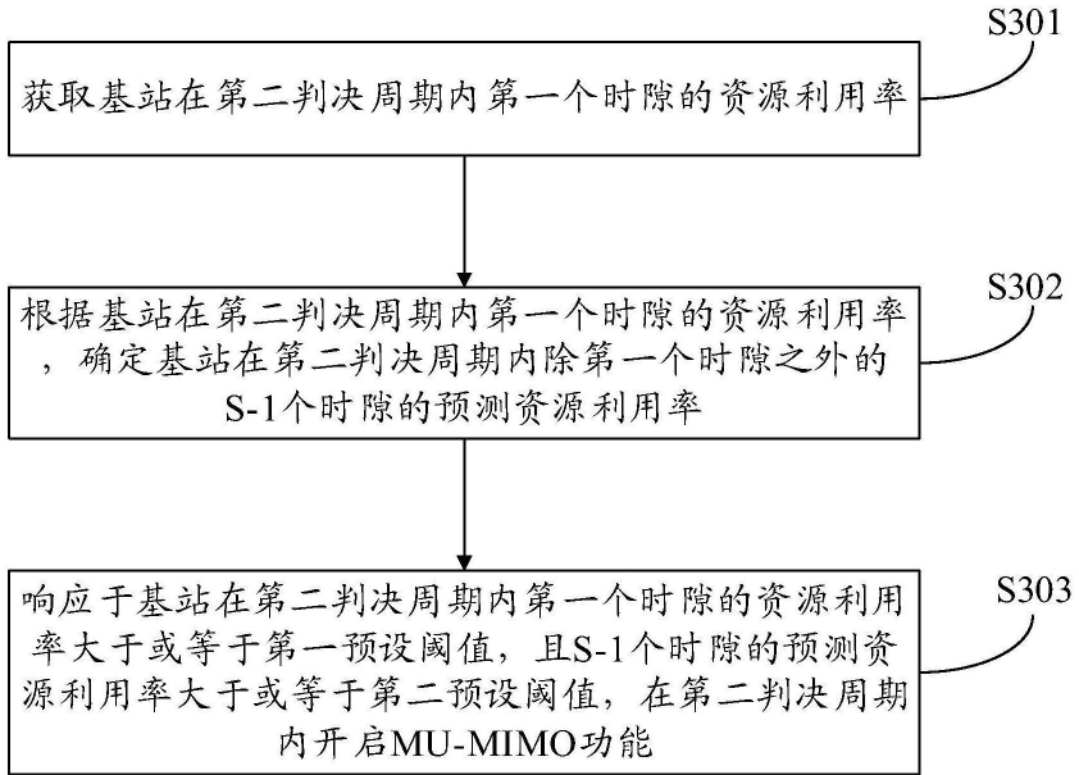 S301
获取基站在第二判决周期内第一个时隙的资源利用率
S302
根据基站在第二判决周期内第一个时隙的资源利用率
，确定基站在第二判决周期内除第一个时隙之外的
S-1个时隙的预测资源利用率
S303
响应于基站在第二判决周期内第一个时隙的资源利用
率大于或等于第一预设阈值，且S-1个时隙的预测资
源利用率大于或等于第二预设阈值，在第二判决周期
内开启MU-MIMO功能